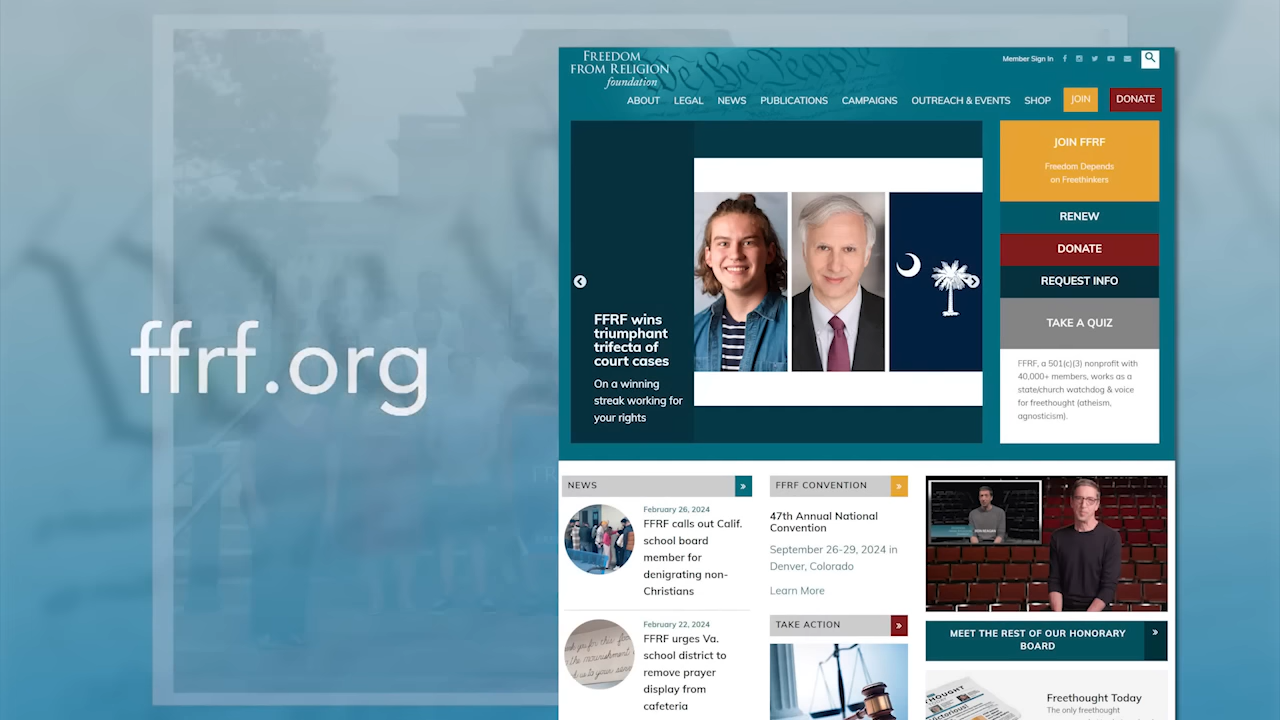 ffrf.org
FREEDOM
FROM RELIGION
foundation
We the People
Member Sign In
ABOUT LEGAL NEWS PUBLICATIONS CAMPAIGNS OUTREACH & EVENTS SHOP JOIN DONATE
FFRF wins
triumphant
trifecta of
court cases
On a winning
streak working for
your rights
JOIN FFRF
Freedom Depends
on Freethinkers
RENEW
DONATE
REQUEST INFO
TAKE A QUIZ
FFRF, a 501(c)(3) nonprofit with
40,000+ members, works as a
state/church watchdog & voice
for freethought (atheism,
agnosticism).
NEWS
February 26, 2024
FFRF calls out Calif.
school board
member for
denigrating non-
Christians
February 22, 2024
FFRF urges Va.
school district to
remove prayer
display from
cafeteria
FFRF CONVENTION
47th Annual National
Convention
September 26-29, 2024 in
Denver, Colorado
Learn More
TAKE ACTION
MEET THE REST OF OUR HONORARY
BOARD
Freethought Today
The only freethought